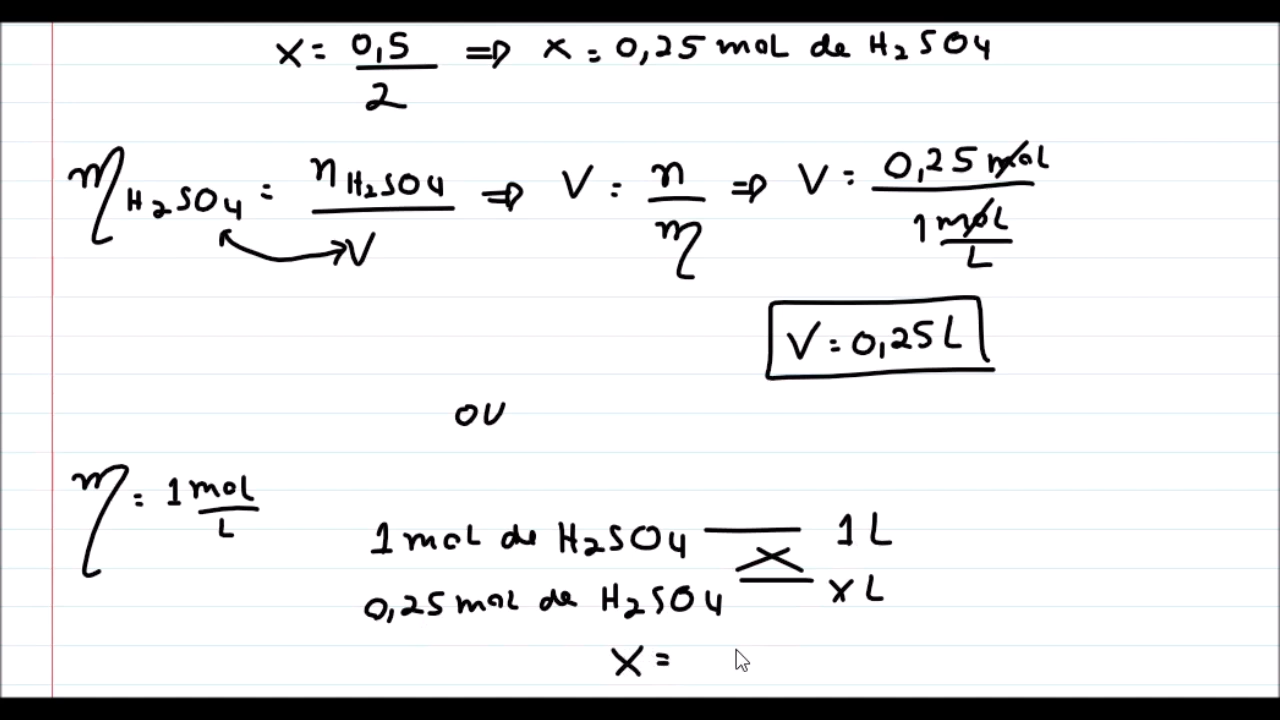 x = 0,5/2 ⇒ x = 0,25 mol de H₂SO₄
η H₂SO₄ = n H₂SO₄/V ⇒ V = n/η ⇒ V = 0,25 mol/1 mol/L
V = 0,25 L
OU
η = 1 mol/L
1 mol de H₂SO₄ — 1 L
0,25 mol de H₂SO₄ — x L
X =